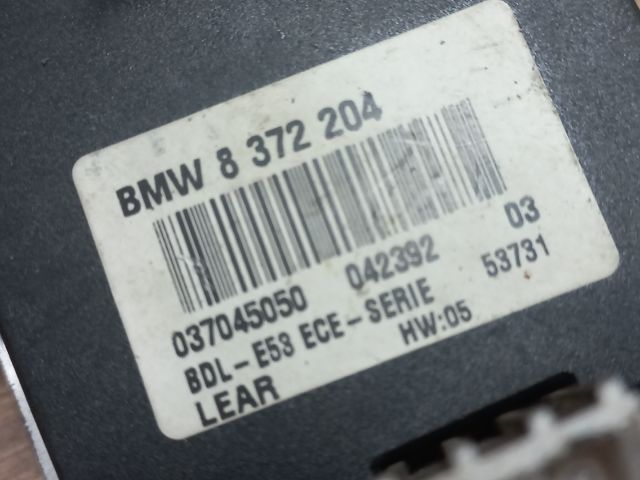 BMW 8 372 204
037045050 042392 03
BDL-E53 ECE-SERIE 53731
LEAR HW:05